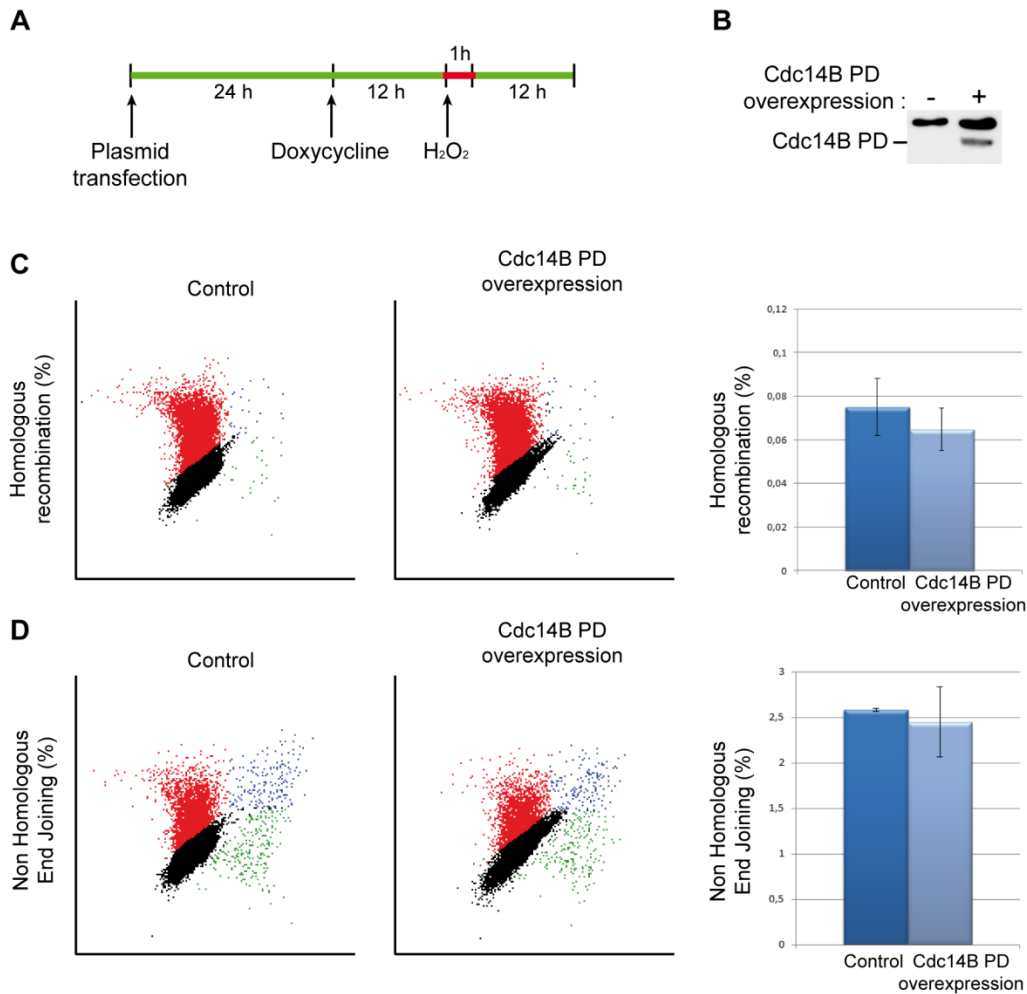 A
1h
24 h
12 h
12 h
Plasmid
transfection
Doxycycline
H₂O₂
B
Cdc14B PD
overexpression :
-
+
Cdc14B PD
C
Control
Cdc14B PD
overexpression
Homologous
recombination (%)
Homologous
recombination (%)
0,12
0,1
0,08
0,06
0,04
0,02
0
Control
Cdc14B PD
overexpression
D
Control
Cdc14B PD
overexpression
Non Homologous
End Joining (%)
Non Homologous
End Joining (%)
3
2,5
2
1,5
1
0,5
0
Control
Cdc14B PD
overexpression